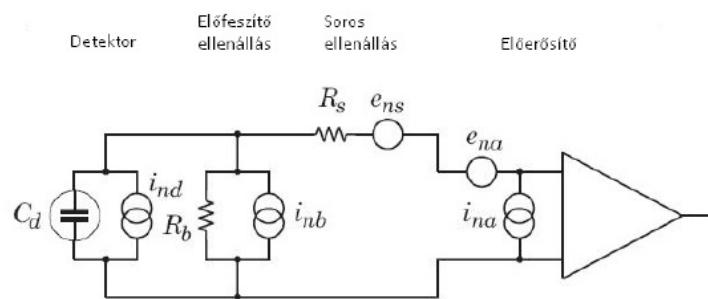 Detektor
Előfeszítő
ellenállás
Soros
ellenállás
Előerősítő
R_s
e_ns
e_na
C_d
i_nd
R_b
i_nb
i_na